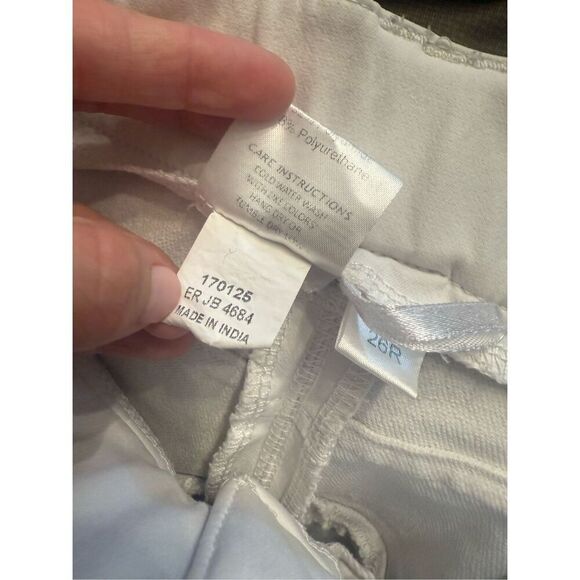 8% Polyurethane
CARE INSTRUCTIONS
COLD WATER WASH
WITH LIKE COLORS
HANG DRY OR
TUMBLE DRY
170125
ER JB 4684
MADE IN INDIA
26R